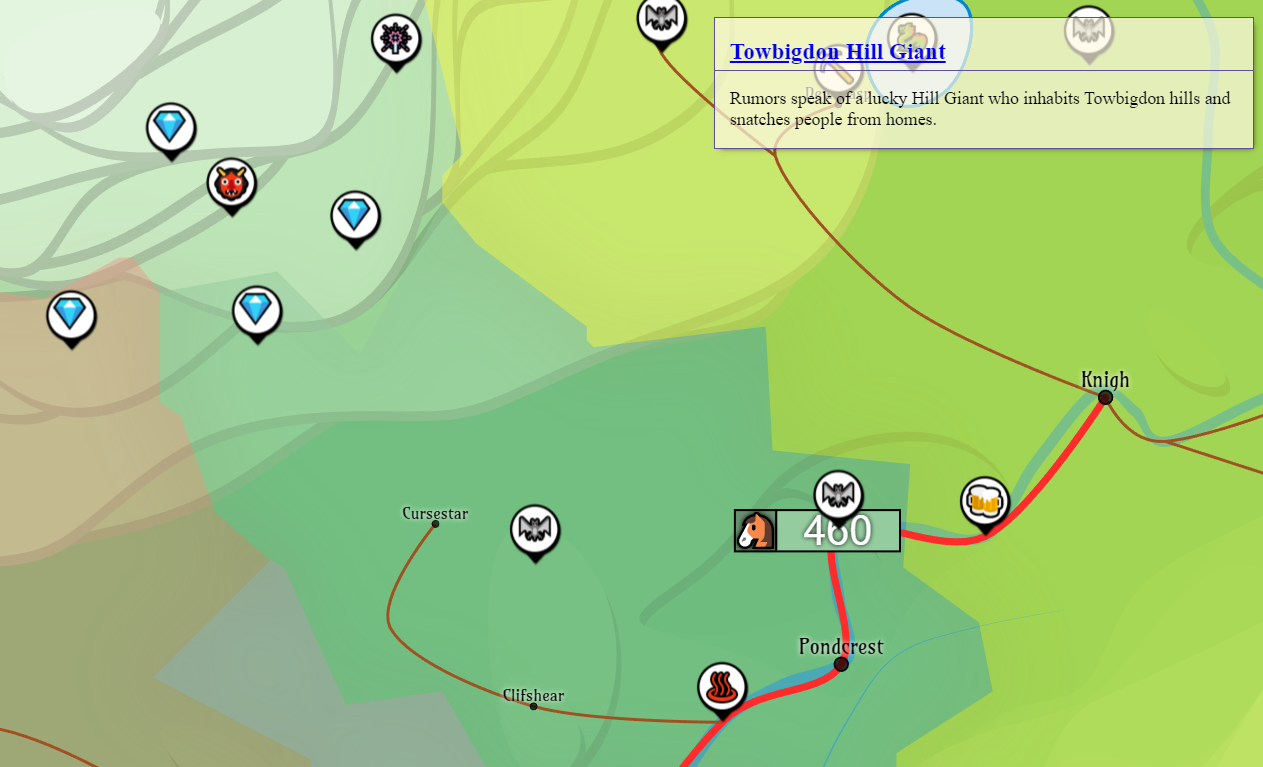 Towbigdon Hill Giant
Rumors speak of a lucky Hill Giant who inhabits Towbigdon hills and
snatches people from homes.
Knigh
Cursestar
460
Pondcrest
Clifshear